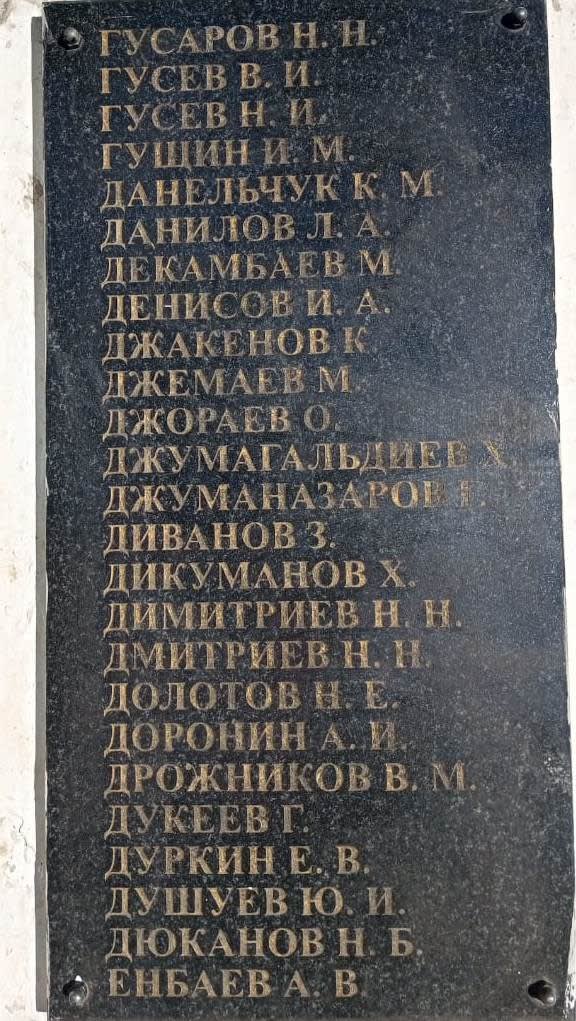 ГУСАРОВ Н. Н.
ГУСЕВ В. И.
ГУСЕВ Н. И.
ГУЩИН И. М.
ДАНЕЛЬЧУК К. М.
ДАНИЛОВ Л. А.
ДЕКАМБАЕВ М.
ДЕНИСОВ И. А.
ДЖАКЕНОВ К
ДЖЕМАЕВ М.
ДЖОРАЕВ О.
ДЖУМАГАЛЬДИЕВ Х.
ДЖУМАНАЗАРОВ
ДИВАНОВ З.
ДИКУМАНОВ Х.
ДИМИТРИЕВ Н. Н.
ДМИТРИЕВ Н. Н.
ДОЛОТОВ Н. Е.
ДОРОНИН А. И.
ДРОЖНИКОВ В. М.
ДУКЕЕВ Г.
ДУРКИН Е. В.
ДУШУЕВ Ю. И.
ДЮКАНОВ Н. Б.
ЕНБАЕВ А. В